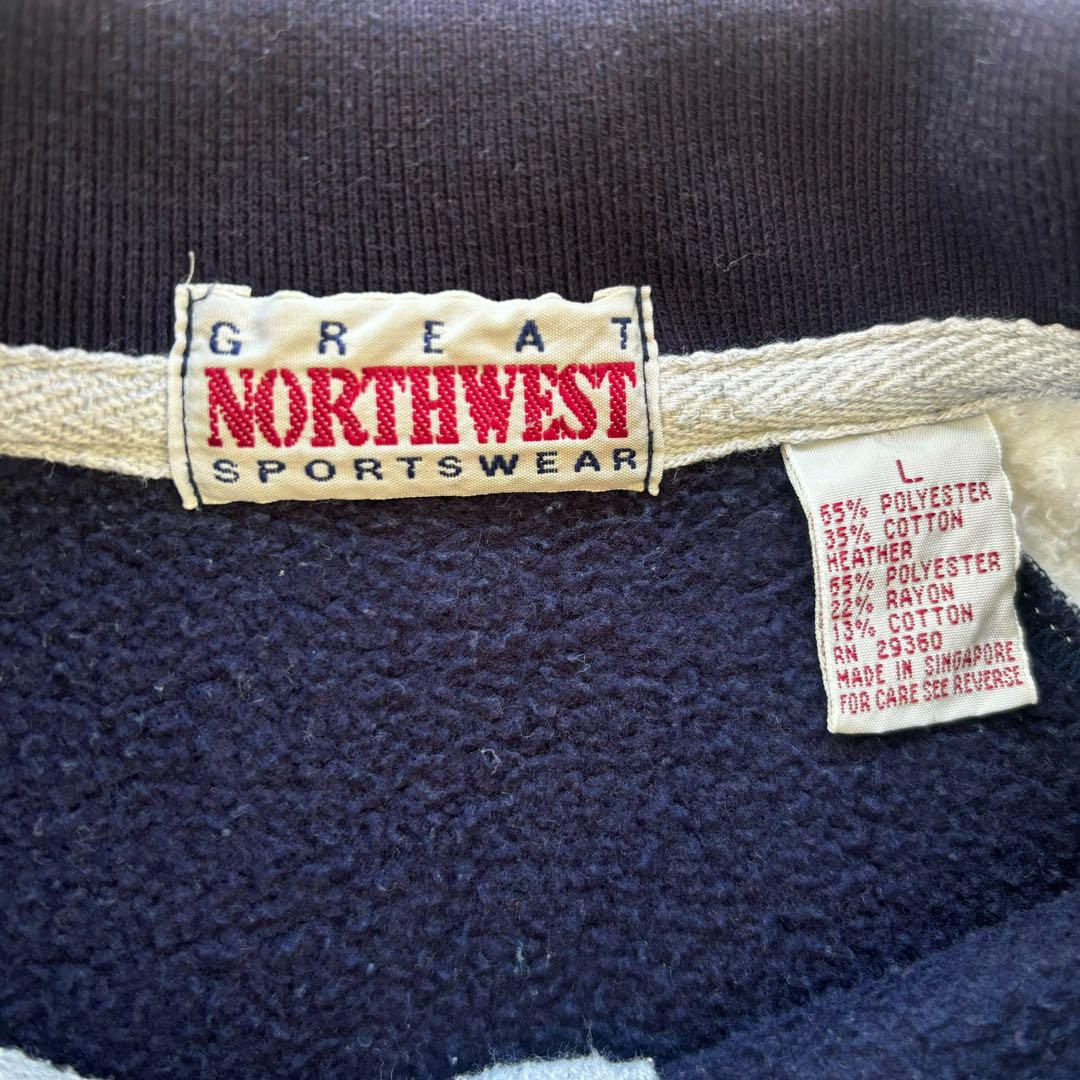 GREAT
NORTHWEST
SPORTSWEAR
L
65% POLYESTER
35% COTTON
HEATHER
65% POLYESTER
22% RAYON
13% COTTON
RN 29360
MADE IN SINGAPORE
FOR CARE SEE REVERSE